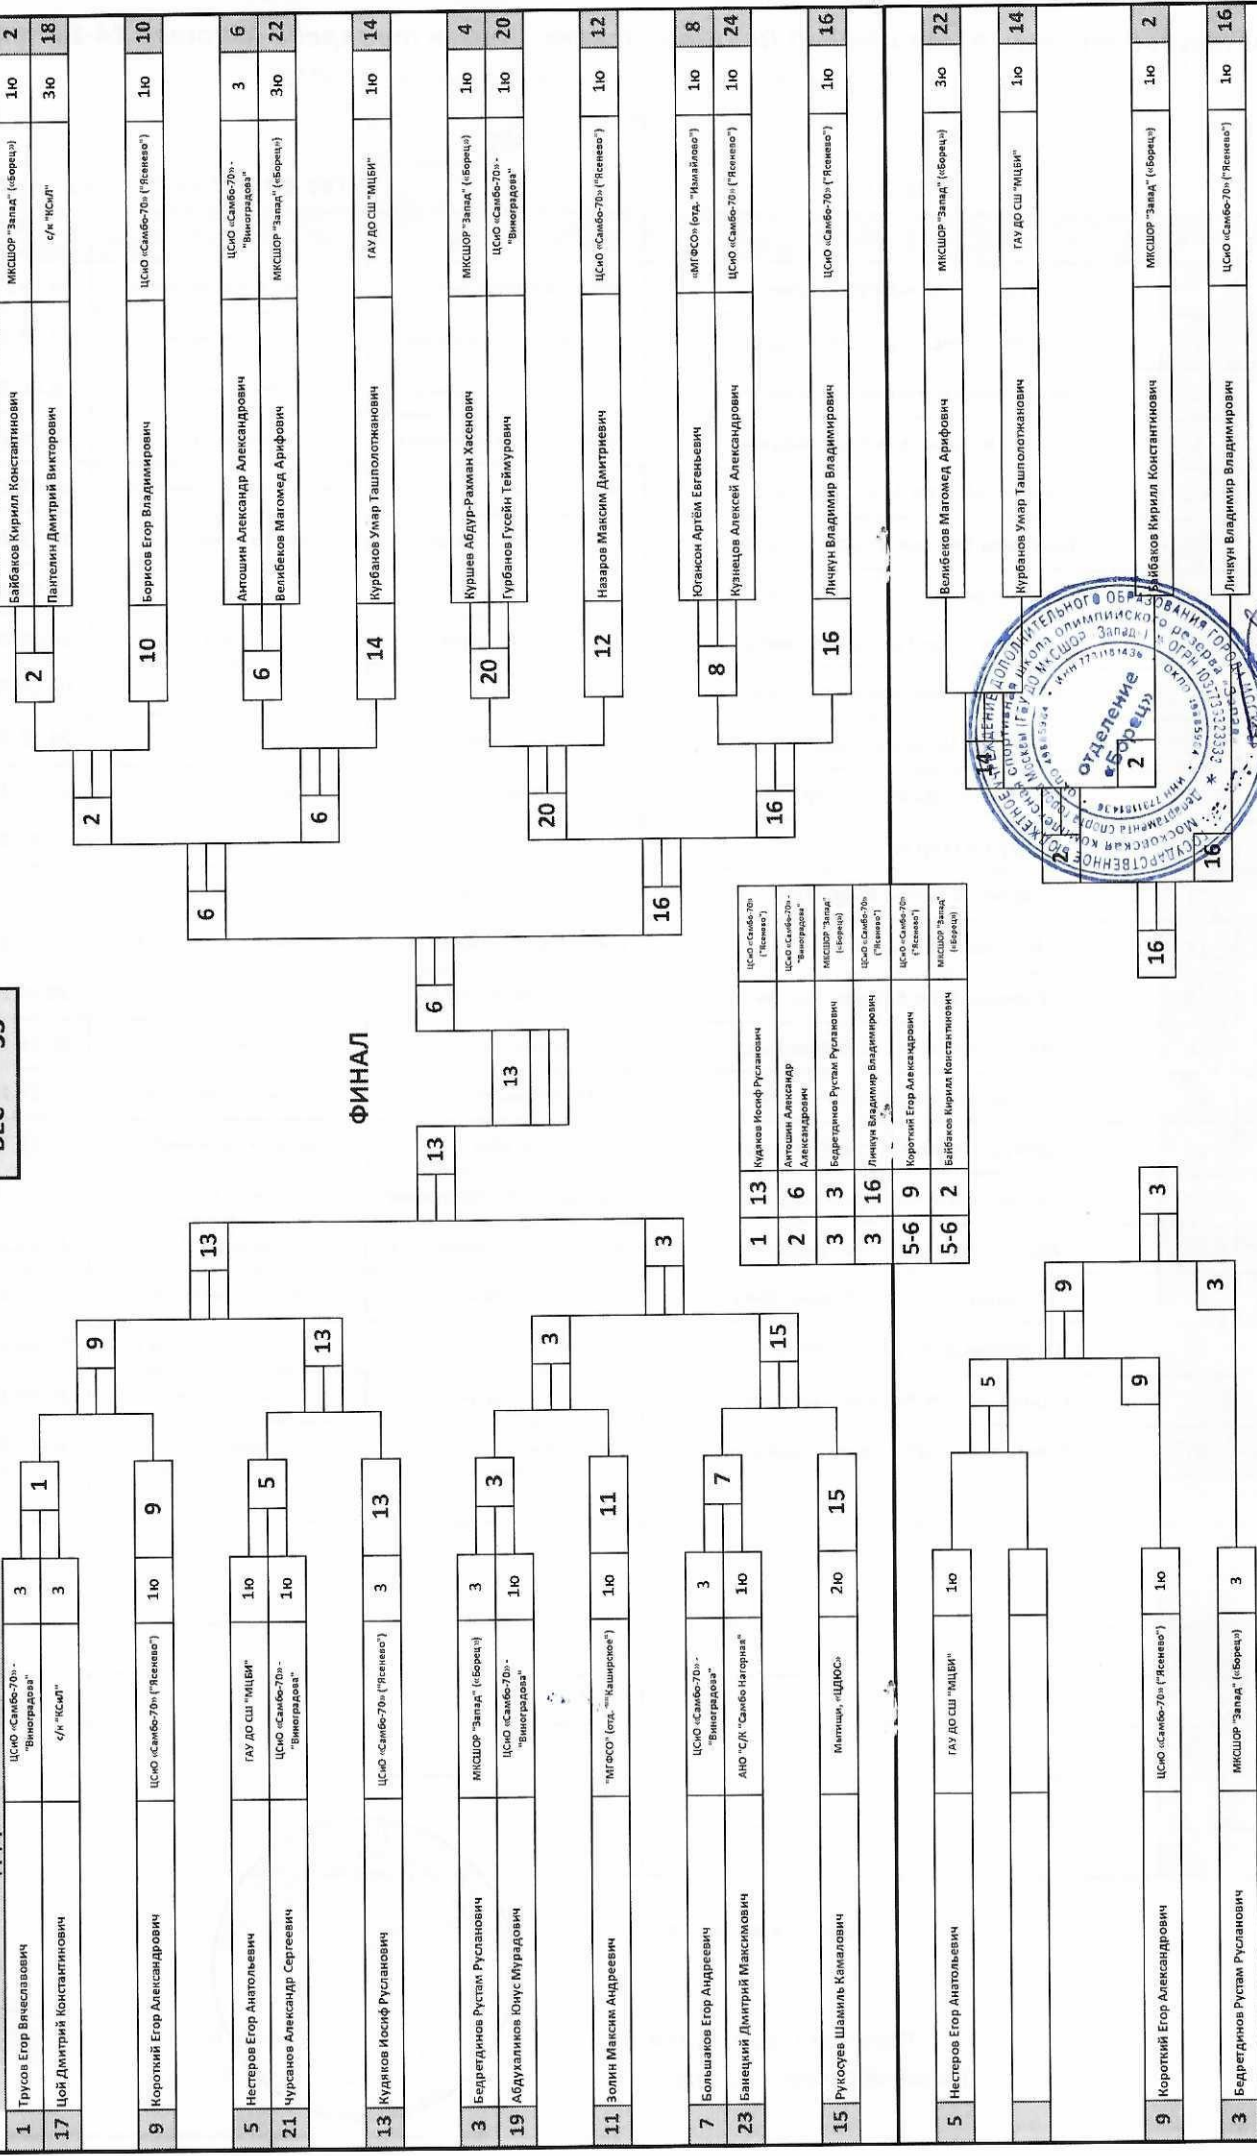 1 Трусов Егор Вячеславович ЦСиО «Самбо-70» - "Виноградова" 3
17 Цой Дмитрий Константинович с/к "КСиЛ" 3
1
9 Короткий Егор Александрович ЦСиО «Самбо-70» ("Ясенево") 1ю
9
9
5 Нестеров Егор Анатольевич ГАУ ДО СШ "МЦБИ" 1ю
21 Чурсанов Александр Сергеевич ЦСиО «Самбо-70» - "Виноградова" 1ю
5
13 Кудяков Иосиф Русланович ЦСиО «Самбо-70» ("Ясенево") 3
13
13
13
3 Бедретдинов Рустам Русланович МКСШОР "Запад" («Борец») 3
19 Абдухаликов Юнус Мурадович ЦСиО «Самбо-70» - "Виноградова" 1ю
3
11 Золин Максим Андреевич "МГФСО" (отд. ""Каширское") 1ю
11
3
7 Большаков Егор Андреевич ЦСиО «Самбо-70» - "Виноградова" 3
23 Банецкий Дмитрий Максимович АНО "С/К "Самбо Нагорная" 1ю
7
15 Рукосуев Шамиль Камалович Мытищи, «ЦДЮС» 2ю
15
15
3
13
ФИНАЛ
13
6
Байбаков Кирилл Константинович МКСШОР "Запад" («Борец») 1ю 2
Пантелин Дмитрий Викторович с/к "КСиЛ" 3ю 18
2
Борисов Егор Владимирович ЦСиО «Самбо-70» ("Ясенево") 1ю 10
10
2
Антошин Александр Александрович ЦСиО «Самбо-70» - "Виноградова" 3 6
Велибеков Магомед Арифович МКСШОР "Запад" («Борец») 3ю 22
6
Курбанов Умар Ташполотжанович ГАУ ДО СШ "МЦБИ" 1ю 14
14
6
6
Куршев Абдур-Рахман Хасенович МКСШОР "Запад" («Борец») 1ю 4
Гурбанов Гусейн Теймурович ЦСиО «Самбо-70» - "Виноградова" 1ю 20
20
Назаров Максим Дмитриевич ЦСиО «Самбо-70» ("Ясенево") 1ю 12
12
20
Югансон Артём Евгеньевич «МГФСО» (отд. "Измайлово") 1ю 8
Кузнецов Алексей Александрович ЦСиО «Самбо-70» ("Ясенево") 1ю 24
8
Личкун Владимир Владимирович ЦСиО «Самбо-70» ("Ясенево") 1ю 16
16
16
16
1 13 Кудяков Иосиф Русланович ЦСиО «Самбо-70» ("Ясенево")
2 6 Антошин Александр Александрович ЦСиО «Самбо-70» - "Виноградова"
3 3 Бедретдинов Рустам Русланович МКСШОР "Запад" («Борец»)
3 16 Личкун Владимир Владимирович ЦСиО «Самбо-70» ("Ясенево")
5-6 9 Короткий Егор Александрович ЦСиО «Самбо-70» ("Ясенево")
5-6 2 Байбаков Кирилл Константинович МКСШОР "Запад" («Борец»)
5 Нестеров Егор Анатольевич ГАУ ДО СШ "МЦБИ" 1ю
5
9 Короткий Егор Александрович ЦСиО «Самбо-70» ("Ясенево") 1ю
9
9
3 Бедретдинов Рустам Русланович МКСШОР "Запад" («Борец») 3
3
3
Велибеков Магомед Арифович МКСШОР "Запад" («Борец») 3ю 22
Курбанов Умар Ташполотжанович ГАУ ДО СШ "МЦБИ" 1ю 14
14
Байбаков Кирилл Константинович МКСШОР "Запад" («Борец») 1ю 2
2
2
Личкун Владимир Владимирович ЦСиО «Самбо-70» ("Ясенево") 1ю 16
16
16
отделение
«Борец»